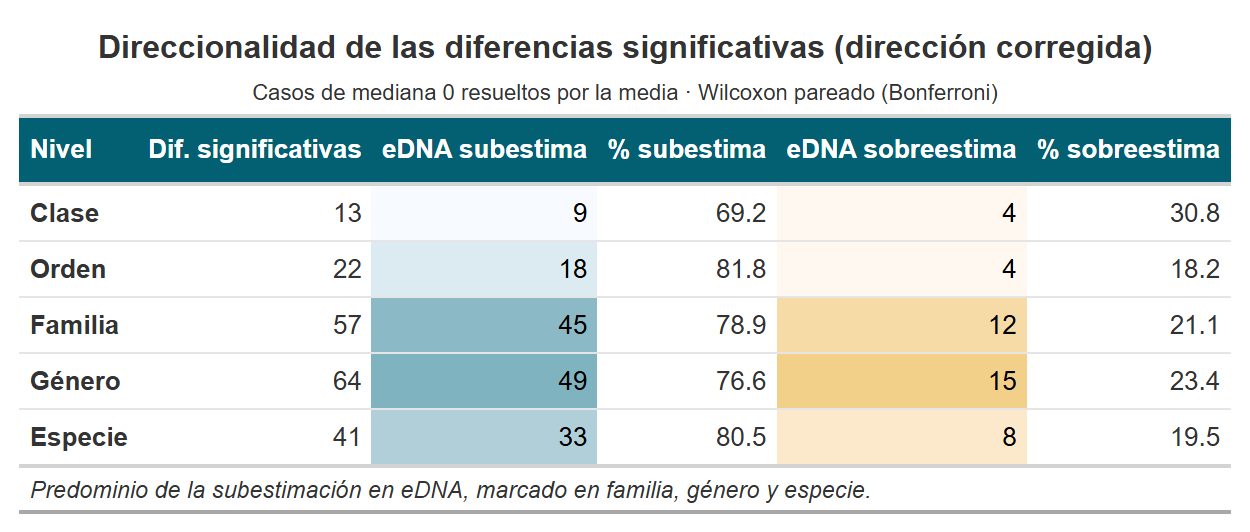 Direccionalidad de las diferencias significativas (dirección corregida)
Casos de mediana 0 resueltos por la media · Wilcoxon pareado (Bonferroni)
Nivel Dif. significativas eDNA subestima % subestima eDNA sobreestima % sobreestima
Clase 13 9 69.2 4 30.8
Orden 22 18 81.8 4 18.2
Familia 57 45 78.9 12 21.1
Género 64 49 76.6 15 23.4
Especie 41 33 80.5 8 19.5
Predominio de la subestimación en eDNA, marcado en familia, género y especie.